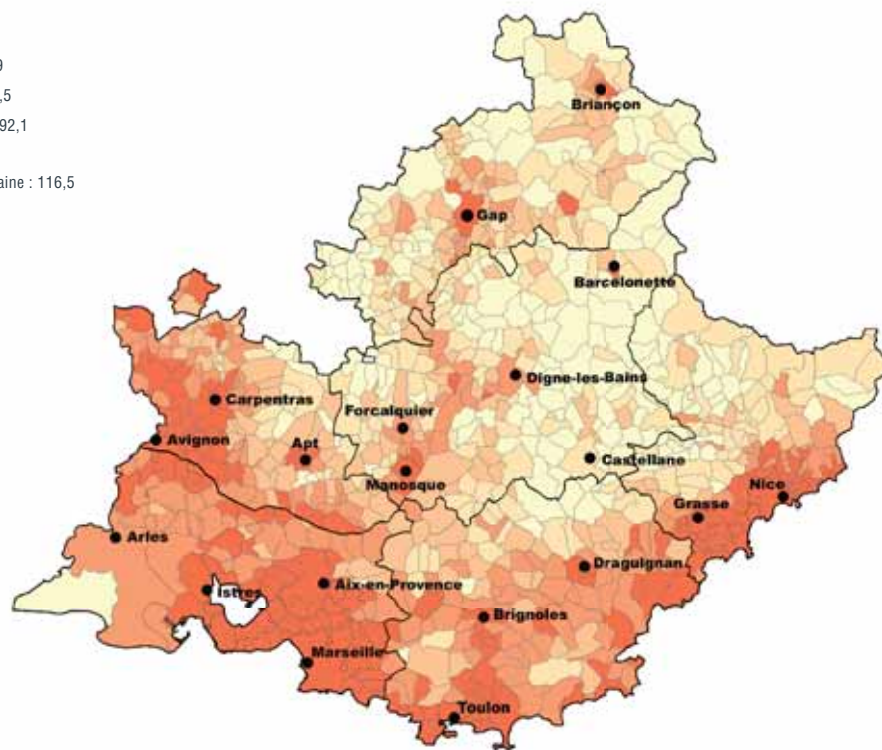 9
,5
92,1
aine : 116,5
Briançon
Gap
Barcelonette
Digne-les-Bains
Carpentras
Forcalquier
Avignon
Apt
Manosque
Castellane
Nice
Grasse
Arles
Draguignan
Istres
Aix-en-Provence
Brignoles
Marseille
Toulon